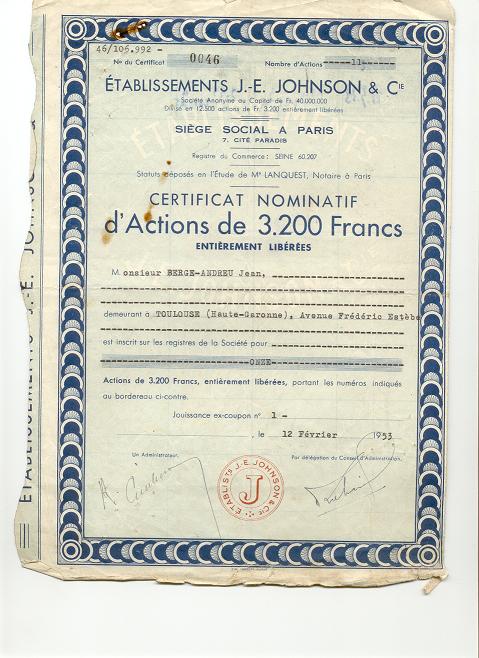 46/106.992 -
No du Certificat 0046 Nombre d'Actions -----11-----
ÉTABLISSEMENTS J.-E. JOHNSON & CIE
Société Anonyme au Capital de Fr. 40.000.000
Divisé en 12.500 actions de Fr. 3.200 entièrement libérées
SIÈGE SOCIAL A PARIS
7, CITÉ PARADIS
Registre du Commerce : SEINE 60.207
Statuts déposés en l'Étude de Me LANQUEST, Notaire à Paris
CERTIFICAT NOMINATIF
d'Actions de 3.200 Francs
ENTIÈREMENT LIBÉRÉES
Monsieur BERGE-ANDREU Jean,
demeurant à TOULOUSE (Haute-Garonne), Avenue Frédéric Estèbe
est inscrit sur les registres de la Société pour
ONZE
Actions de 3.200 Francs, entièrement libérées, portant les numéros indiqués
au bordereau ci-contre.
Jouissance ex-coupon n° 1 -
, le 12 Février 1953
Un Administrateur. Par délégation du Conseil d'Administration.
ÉTABLISTS J.-E. JOHNSON & CIE
J
ÉTABLISSEMENTS J.-E. JOHNSON